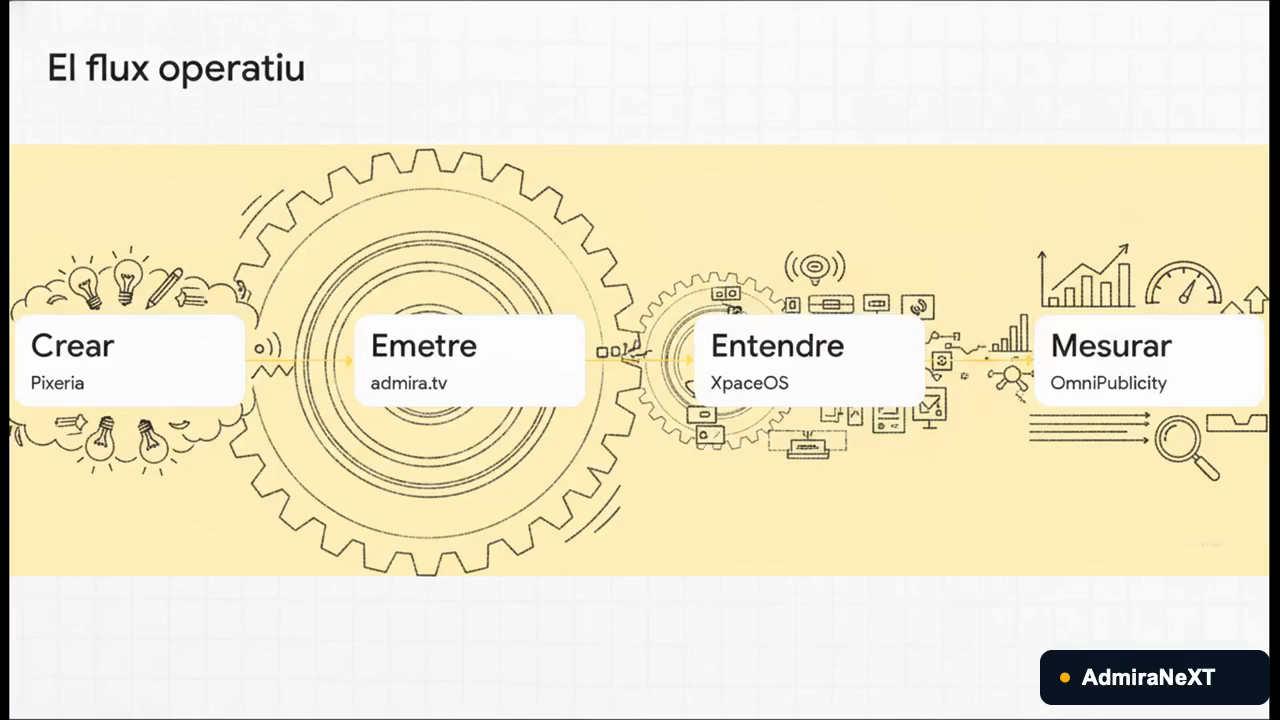 El flux operatiu
Crear
Pixeria
Emetre
admira.tv
Entendre
XpaceOS
Mesurar
OmniPublicity
AdmiraNeXT